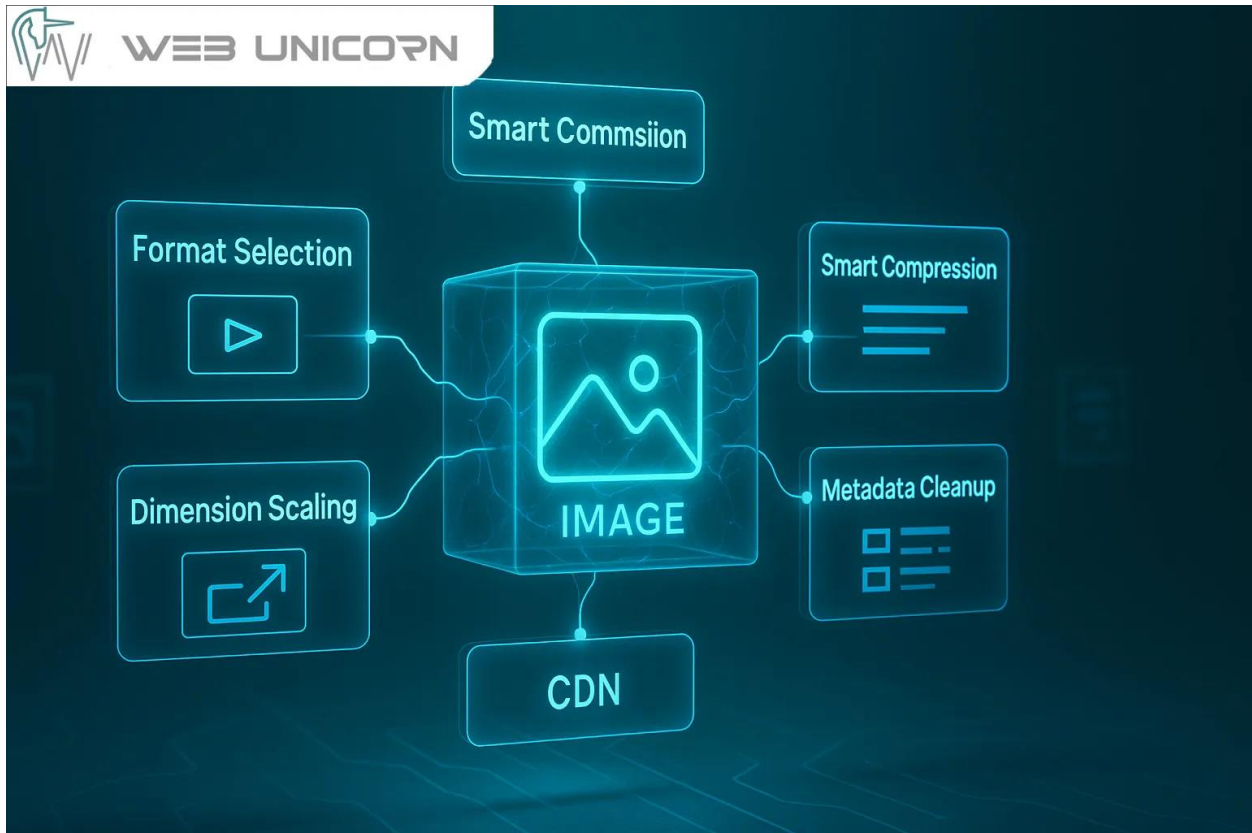 WEB UNICORN
Smart Commsiion
Format Selection
Smart Compression
IMAGE
Dimension Scaling
Metadata Cleanup
CDN